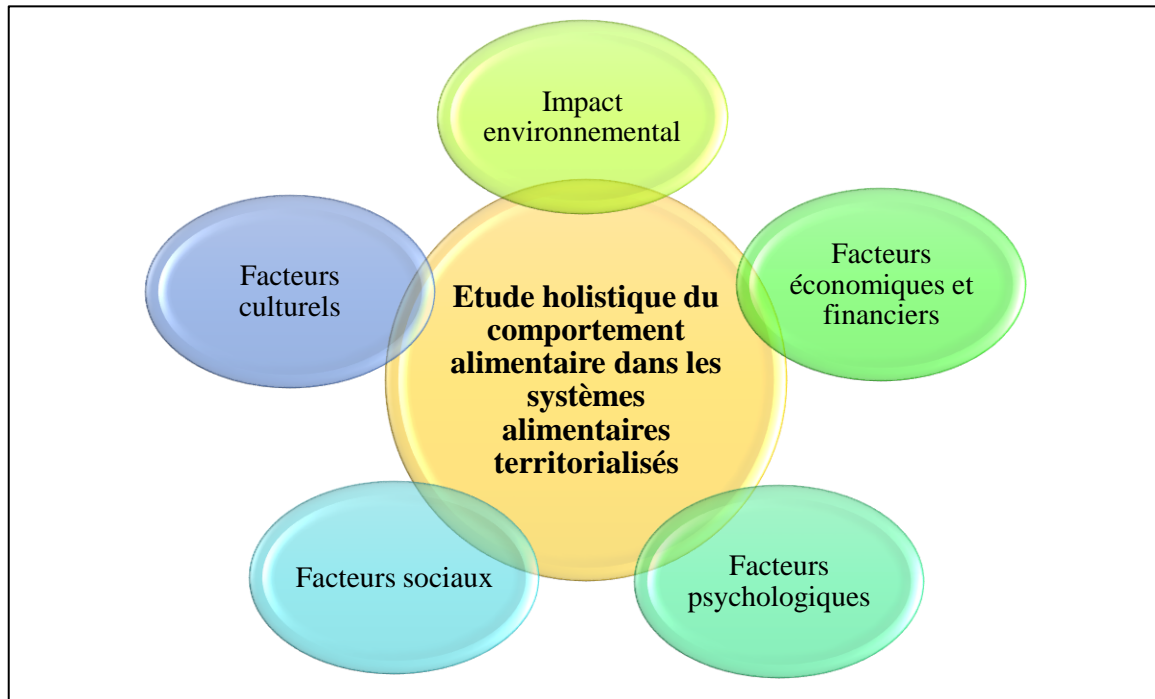 Impact
environnemental
Facteurs
culturels
Facteurs
économiques et
financiers
Etude holistique du
comportement
alimentaire dans les
systèmes
alimentaires
territorialisés
Facteurs sociaux
Facteurs
psychologiques